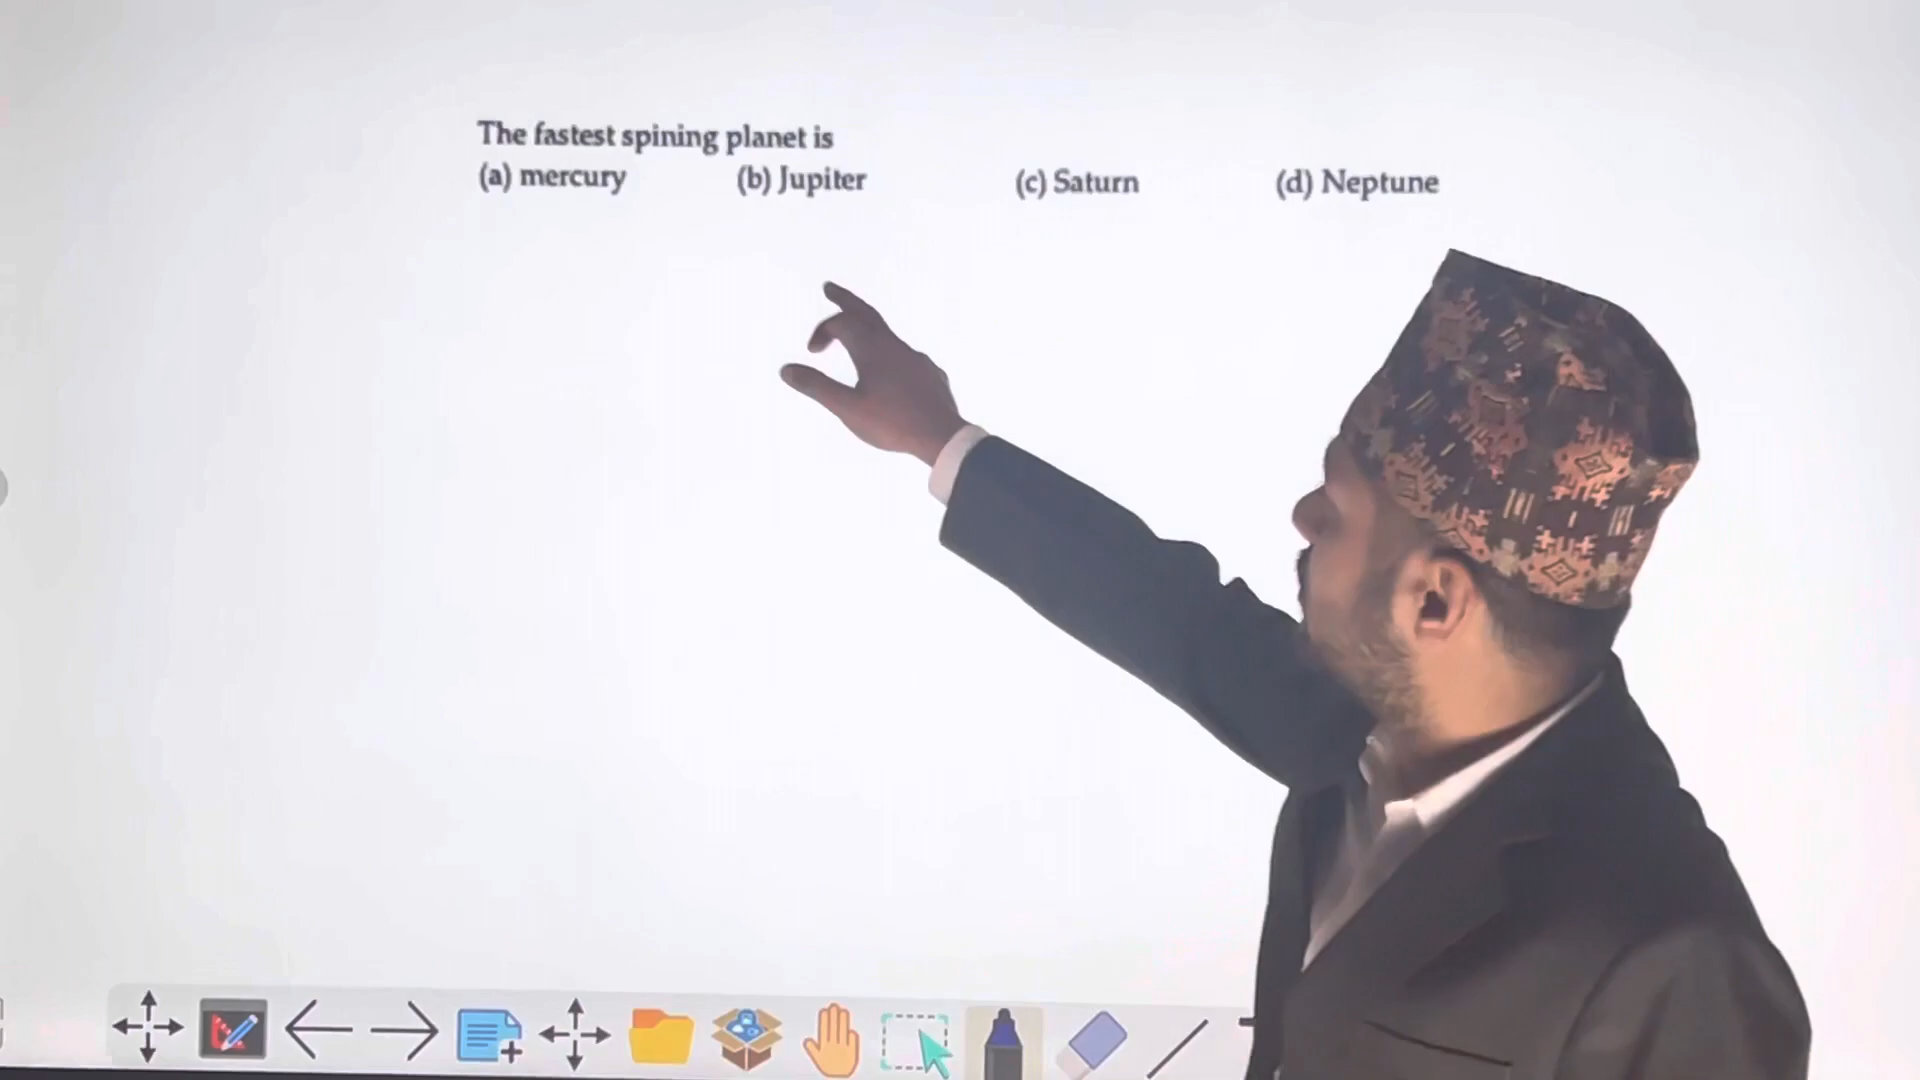 The fastest spining planet is
(a) mercury (b) Jupiter (c) Saturn (d) Neptune